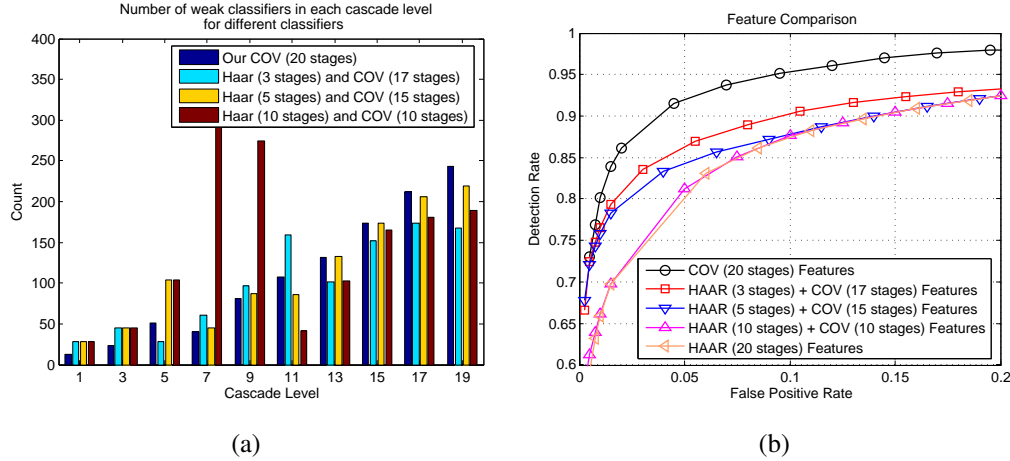 Number of weak classifiers in each cascade level
for different classifiers
400
350
300
250
200
150
100
50
0
Count
Our COV (20 stages)
Haar (3 stages) and COV (17 stages)
Haar (5 stages) and COV (15 stages)
Haar (10 stages) and COV (10 stages)
1 3 5 7 9 11 13 15 17 19
Cascade Level
(a)
Feature Comparison
1
0.95
0.9
0.85
0.8
0.75
0.7
0.65
0.6
Detection Rate
COV (20 stages) Features
HAAR (3 stages) + COV (17 stages) Features
HAAR (5 stages) + COV (15 stages) Features
HAAR (10 stages) + COV (10 stages) Features
HAAR (20 stages) Features
0 0.05 0.1 0.15 0.2
False Positive Rate
(b)